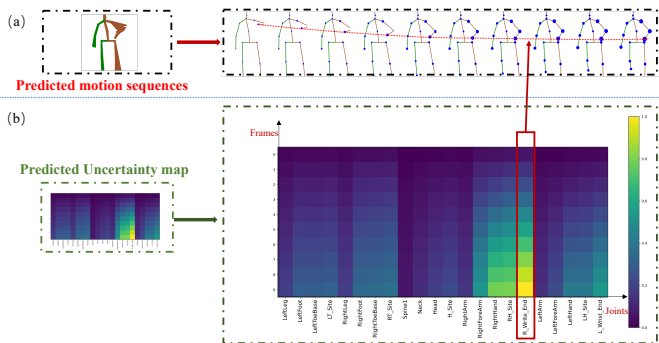 (a)
Predicted motion sequences
(b)
Predicted Uncertainty map
Frames
0
1
2
3
4
5
6
7
8
9
LeftLeg
LeftFoot
LeftToeBase
LT_Site
RightLeg
RightFoot
RightToeBase
RT_Site
Spine1
Neck
Head
H_Site
RightArm
RightForeArm
RightHand
RH_Site
R_Write_End
LeftArm
LeftForeArm
LeftHand
LH_Site
L_Wrist_End
Joints
1.0
0.8
0.6
0.4
0.2
0.0